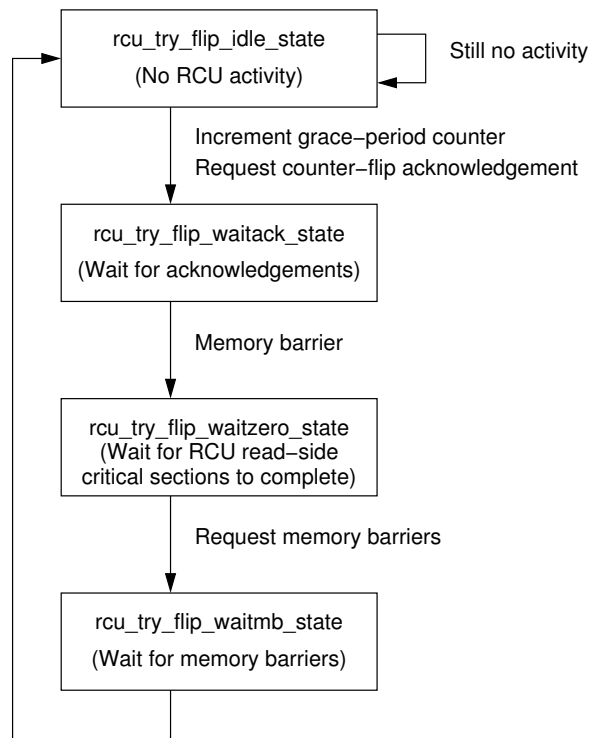 rcu_try_flip_idle_state
(No RCU activity)
Still no activity
Increment grace−period counter
Request counter−flip acknowledgement
rcu_try_flip_waitack_state
(Wait for acknowledgements)
Memory barrier
rcu_try_flip_waitzero_state
(Wait for RCU read−side
critical sections to complete)
Request memory barriers
rcu_try_flip_waitmb_state
(Wait for memory barriers)